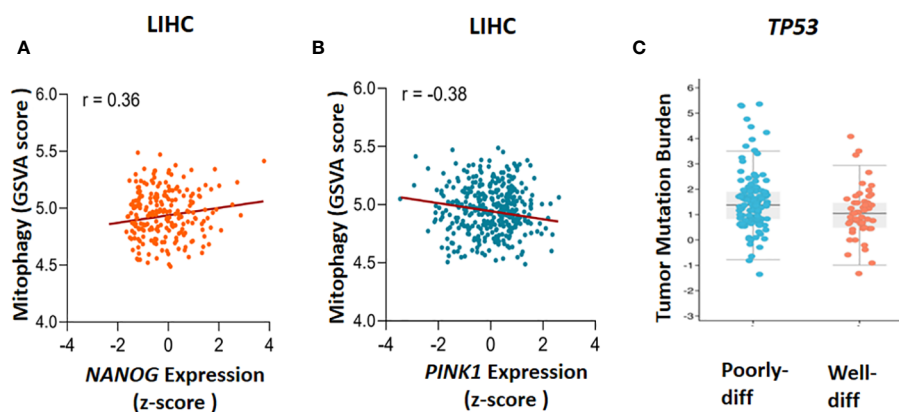 LIHC
A
r = 0.36
Mitophagy (GSVA score )
6.0
5.5
5.0
4.5
4.0
-4
-2
0
2
4
NANOG Expression
(z-score )
LIHC
B
r = -0.38
Mitophagy (GSVA score )
6.0
5.5
5.0
4.5
4.0
-4
-2
0
2
4
PINK1 Expression
(z-score )
TP53
C
Tumor Mutation Burden
6
5
4
3
2
1
0
-1
-2
-3
Poorly-
diff
Well-
diff